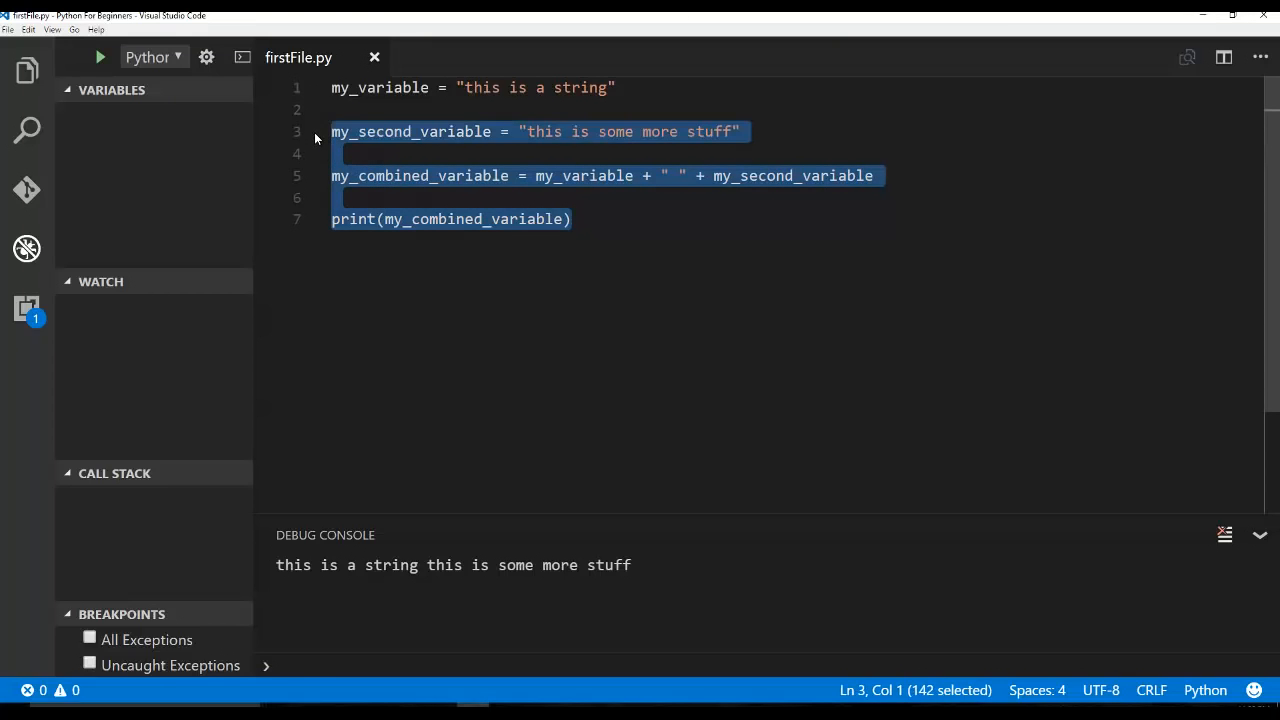 firstFile.py - Python For Beginners - Visual Studio Code
File Edit View Go Help
Python
firstFile.py
VARIABLES
1 my_variable = "this is a string"
2
3 my_second_variable = "this is some more stuff"
4
5 my_combined_variable = my_variable + " " + my_second_variable
6
7 print(my_combined_variable)
WATCH
1
CALL STACK
DEBUG CONSOLE
this is a string this is some more stuff
BREAKPOINTS
All Exceptions
Uncaught Exceptions
0 0 Ln 3, Col 1 (142 selected) Spaces: 4 UTF-8 CRLF Python